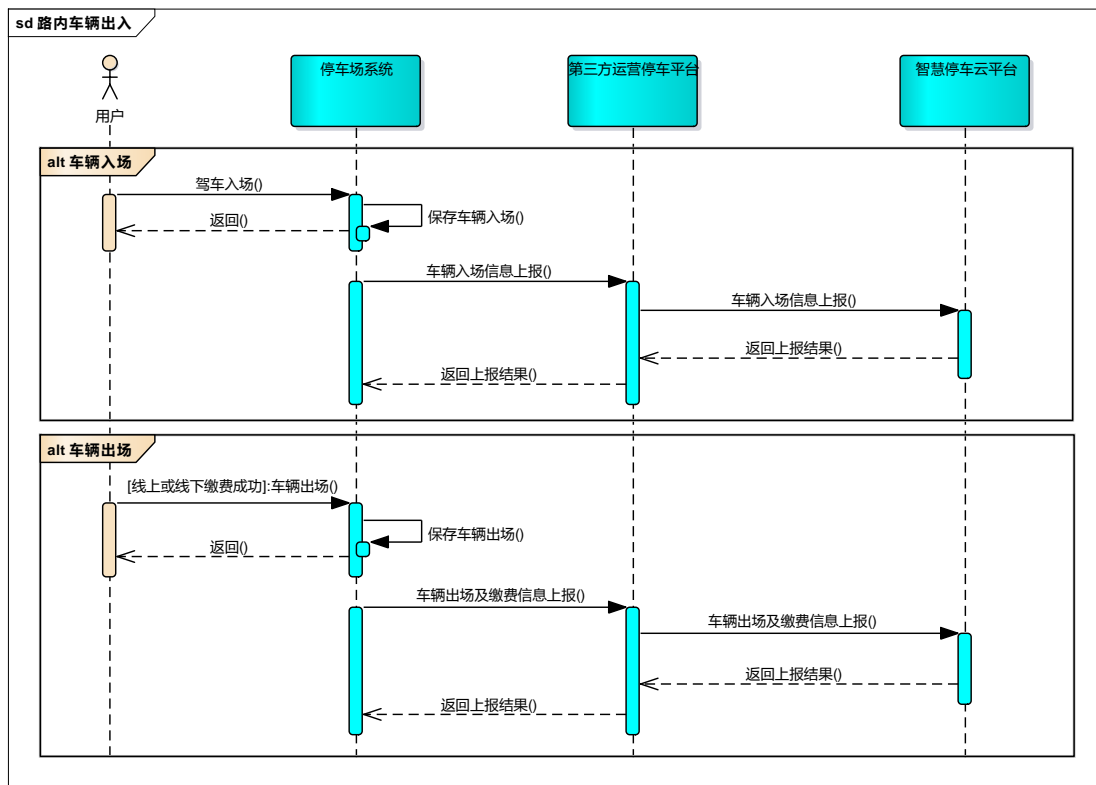 sd 路内车辆出入
用户
停车场系统
第三方运营停车平台
智慧停车云平台
alt 车辆入场
驾车入场()
保存车辆入场()
返回()
车辆入场信息上报()
车辆入场信息上报()
返回上报结果()
返回上报结果()
alt 车辆出场
[线上或线下缴费成功]:车辆出场()
保存车辆出场()
返回()
车辆出场及缴费信息上报()
车辆出场及缴费信息上报()
返回上报结果()
返回上报结果()